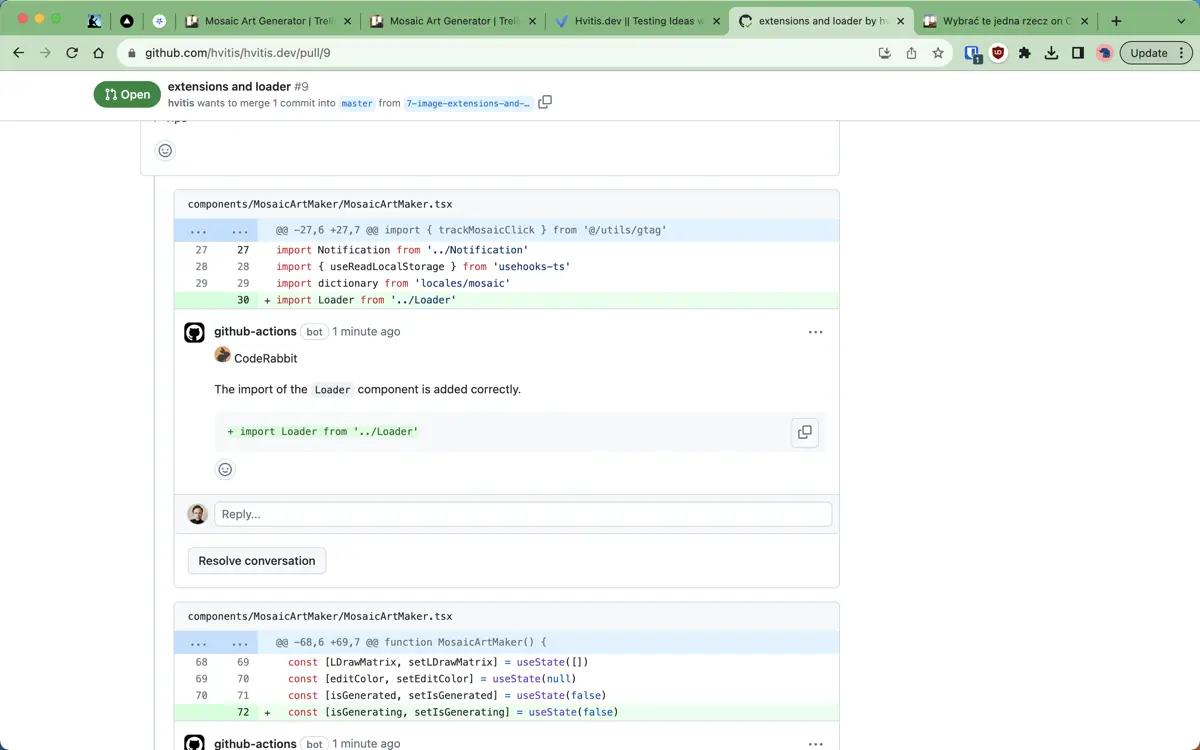 Mosaic Art Generator | Trell
Mosaic Art Generator | Trell
Hvitis.dev || Testing Ideas w
extensions and loader by hv
Wybrać te jedna rzecz on C
github.com/hvitis/hvitis.dev/pull/9
1
Update
Open
extensions and loader #9
hvitis wants to merge 1 commit into master from 7-image-extensions-and-…
components/MosaicArtMaker/MosaicArtMaker.tsx
... ... @@ -27,6 +27,7 @@ import { trackMosaicClick } from '@/utils/gtag'
27 27 import Notification from '../Notification'
28 28 import { useReadLocalStorage } from 'usehooks-ts'
29 29 import dictionary from 'locales/mosaic'
30 + import Loader from '../Loader'
github-actions bot 1 minute ago
CodeRabbit
The import of the Loader component is added correctly.
+ import Loader from '../Loader'
Reply...
Resolve conversation
components/MosaicArtMaker/MosaicArtMaker.tsx
... ... @@ -68,6 +69,7 @@ function MosaicArtMaker() {
68 69 const [LDrawMatrix, setLDrawMatrix] = useState([])
69 70 const [editColor, setEditColor] = useState(null)
70 71 const [isGenerated, setIsGenerated] = useState(false)
72 + const [isGenerating, setIsGenerating] = useState(false)
github-actions bot 1 minute ago